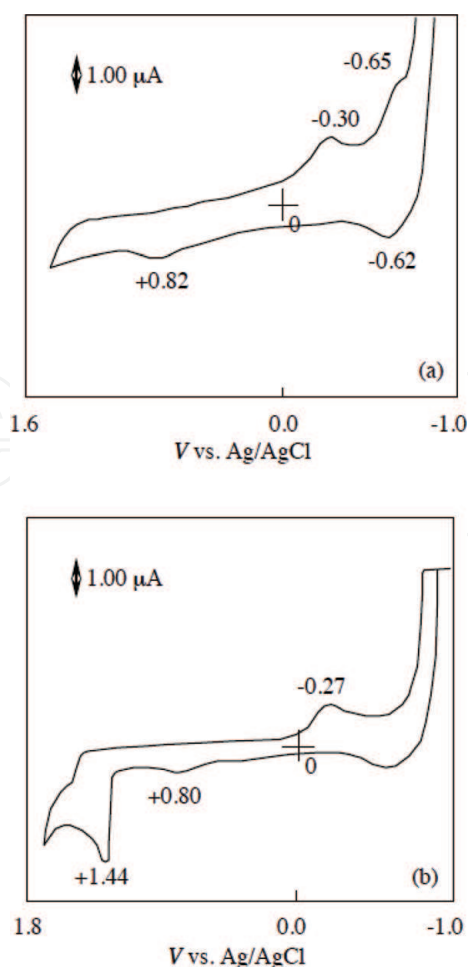 1.00 μA
-0.65
-0.30
0
+0.82
-0.62
(a)
1.6 0.0 -1.0
V vs. Ag/AgCl
1.00 μA
-0.27
0
+0.80
+1.44
(b)
1.8 0.0 -1.0
V vs. Ag/AgCl